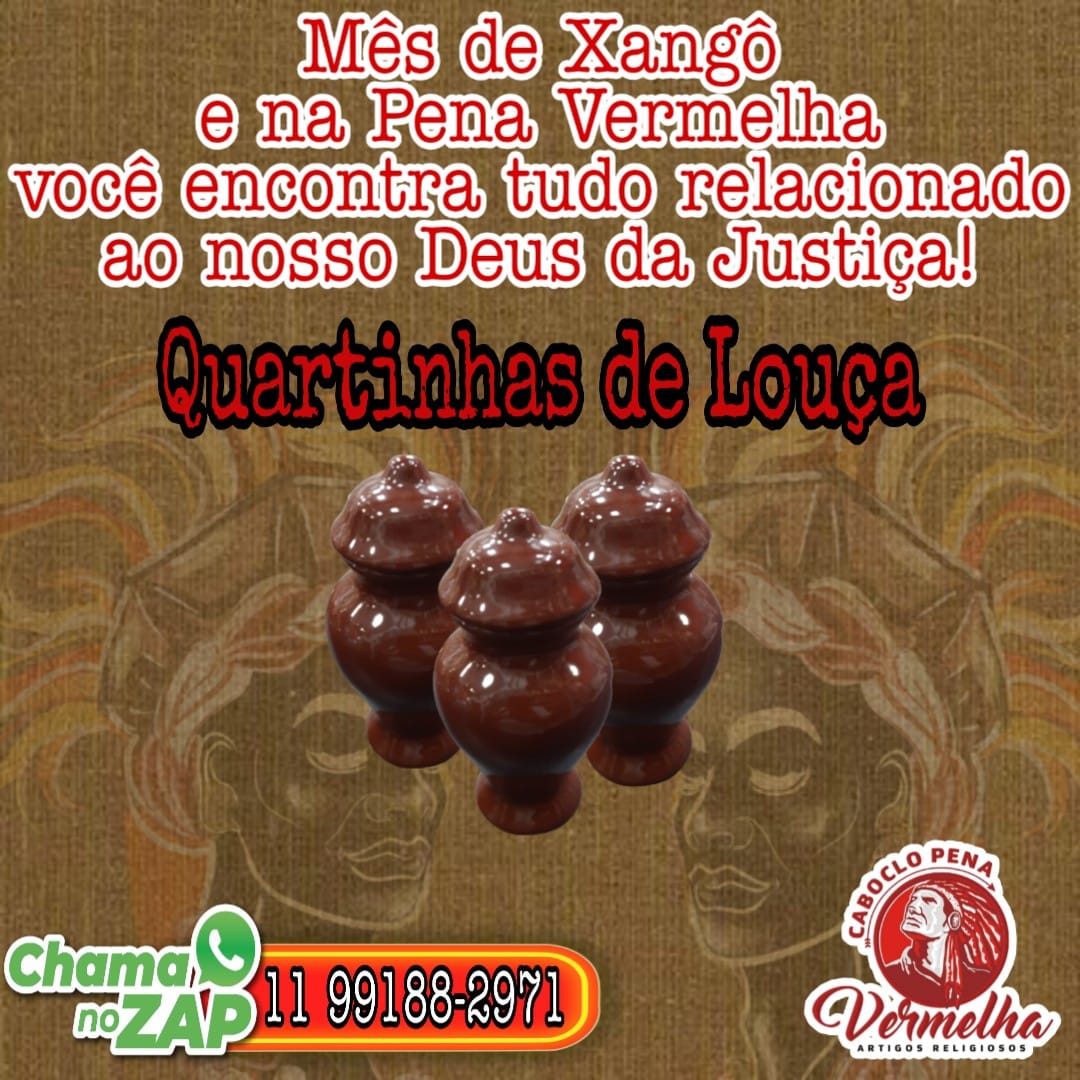 Mês de Xangô
e na Pena Vermelha
você encontra tudo relacionado
ao nosso Deus da Justiça!
Quartinhas de Louça
Chama
no ZAP
11 99188-2971
CABOCLO PENA
Vermelha
ARTIGOS RELIGIOSOS